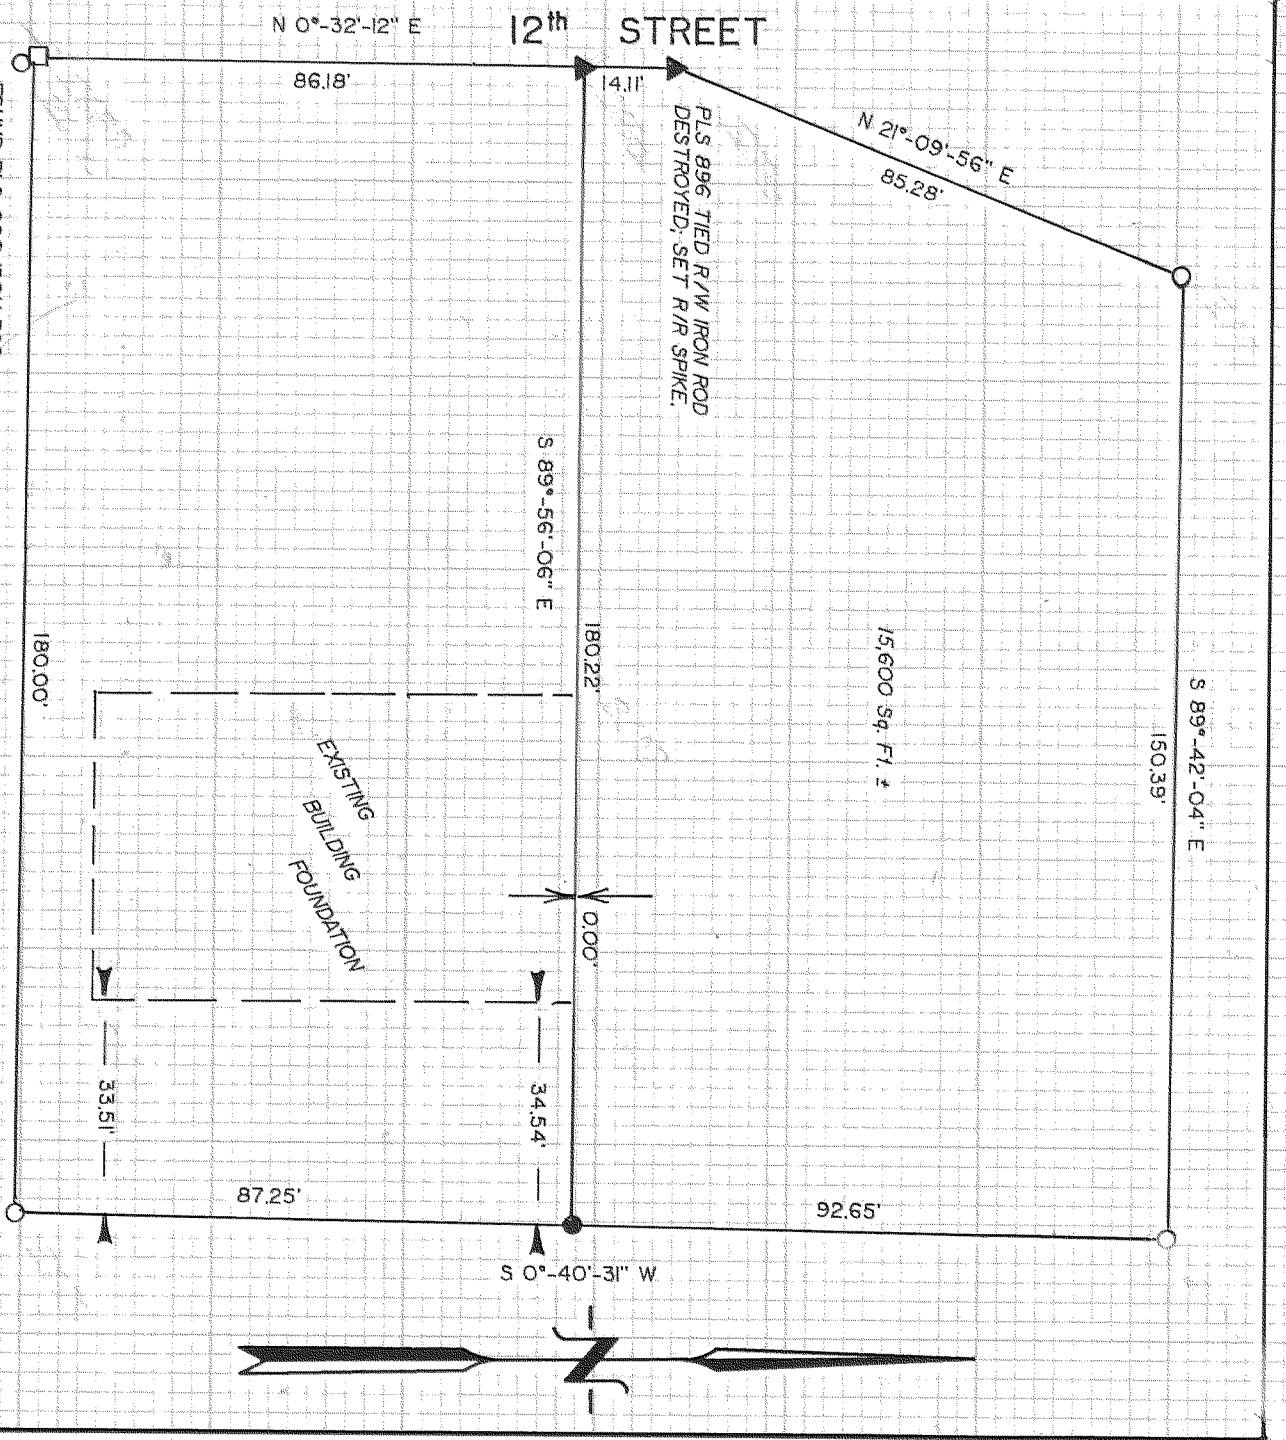 N 0°-32'-12" E
12th STREET
86.18'
14.11'
N 21°-09'-56" E
85.28'
PLS 896 TIED R/W IRON ROD
DESTROYED; SET R/R SPIKE.
S 89°-56'-06" E
180.22'
180.00'
15,600 Sq. Ft. ±
S 89°-42'-04" E
150.39'
EXISTING
BUILDING
FOUNDATION
0.00'
33.51'
34.54'
87.25'
92.65'
S 0°-40'-31" W
N